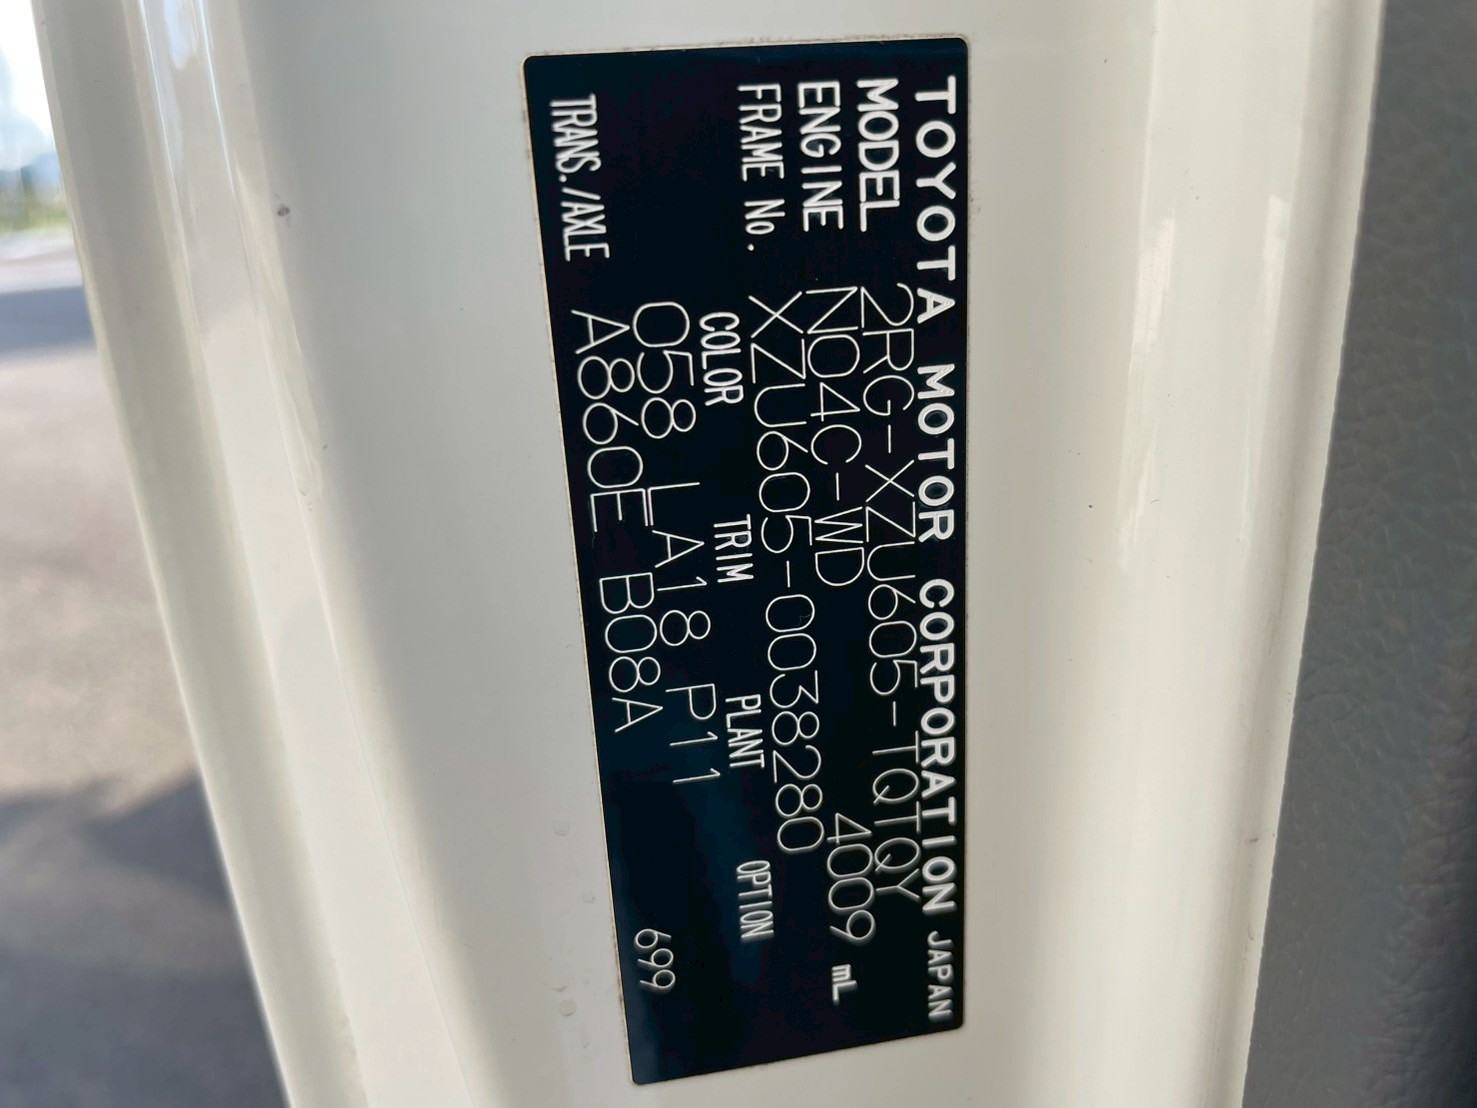 TOYOTA MOTOR CORPORATION JAPAN
MODEL 2RG-XZU605-TQTQY
ENGINE N04C-WD 4009 mL
FRAME No. XZU605-0038280
COLOR TRIM PLANT OPTION
058 LA18 P11
TRANS./AXLE A860E B08A 699